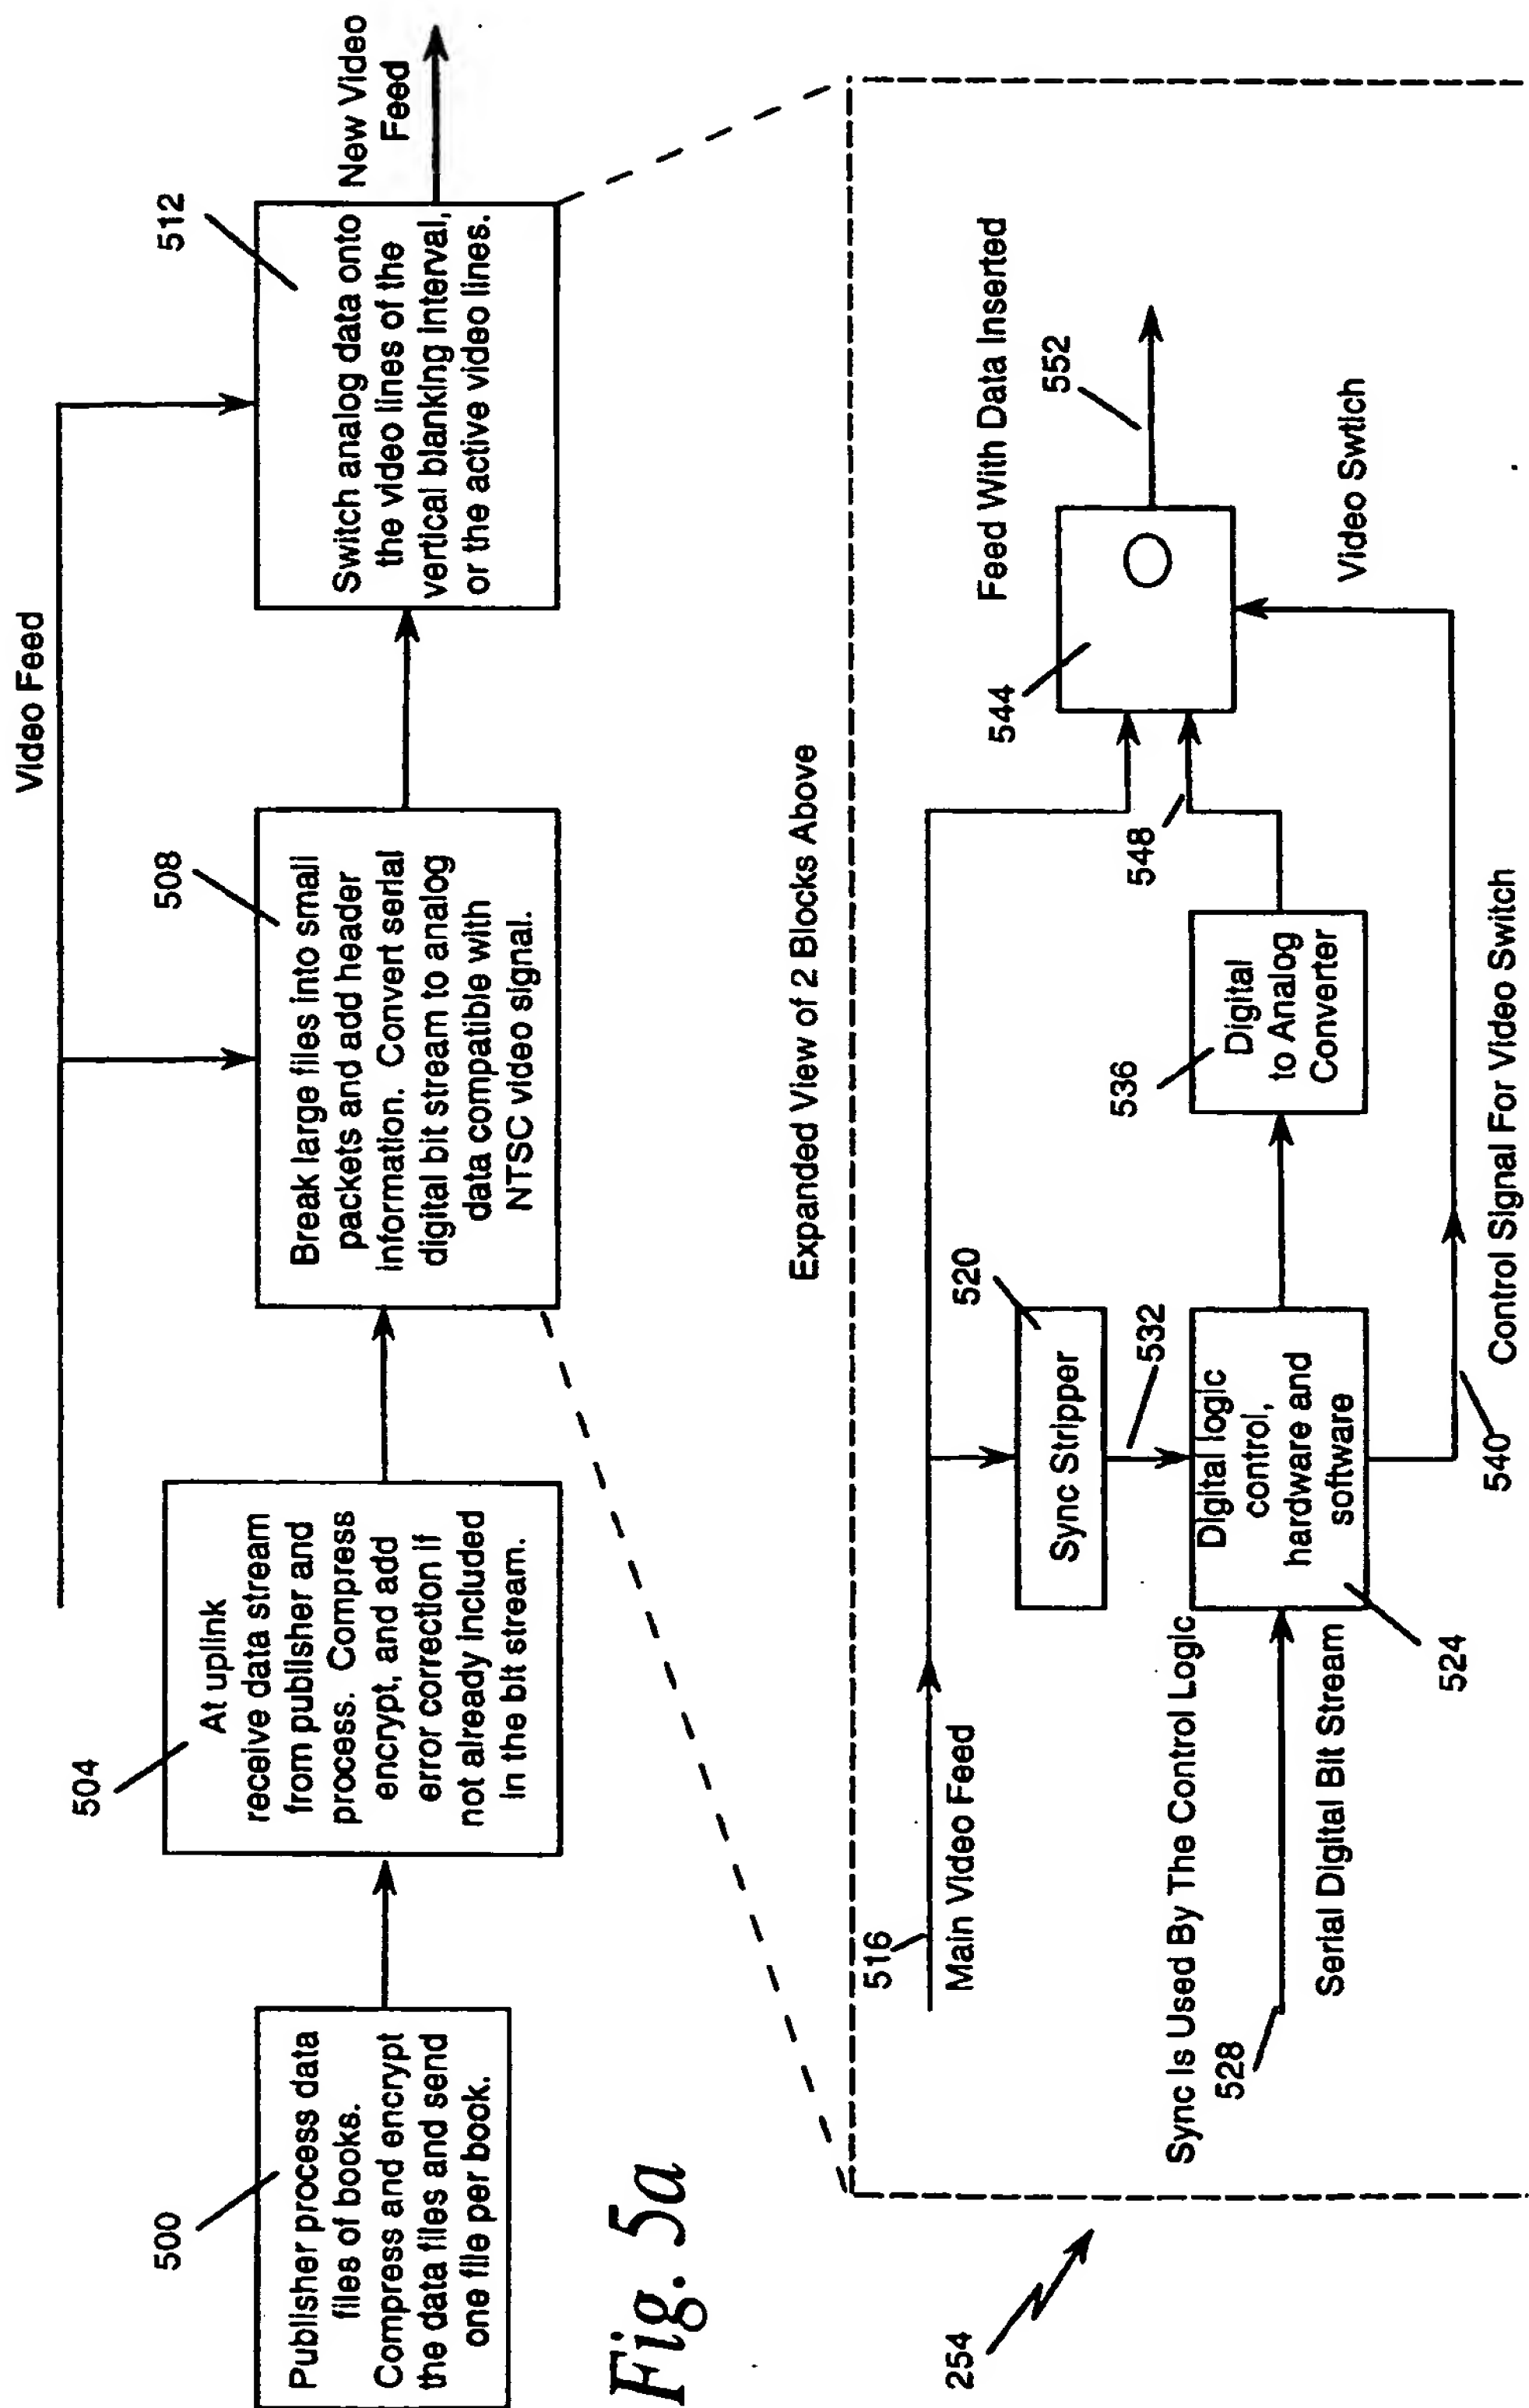 Video Feed
500
Publisher process data
files of books.
Compress and encrypt
the data files and send
one file per book.
504
At uplink
receive data stream
from publisher and
process. Compress
encrypt, and add
error correction if
not already included
in the bit stream.
508
Break large files into small
packets and add header
information. Convert serial
digital bit stream to analog
data compatible with
NTSC video signal.
512
Switch analog data onto
the video lines of the
vertical blanking interval,
or the active video lines.
New Video
Feed
Fig. 5a
254
Expanded View of 2 Blocks Above
516
Main Video Feed
520
Sync Stripper
532
Sync Is Used By The Control Logic
528
Serial Digital Bit Stream
Digital logic
control,
hardware and
software
524
536
Digital
to Analog
Converter
548
544
Feed With Data Inserted
552
Video Swtich
540
Control Signal For Video Switch